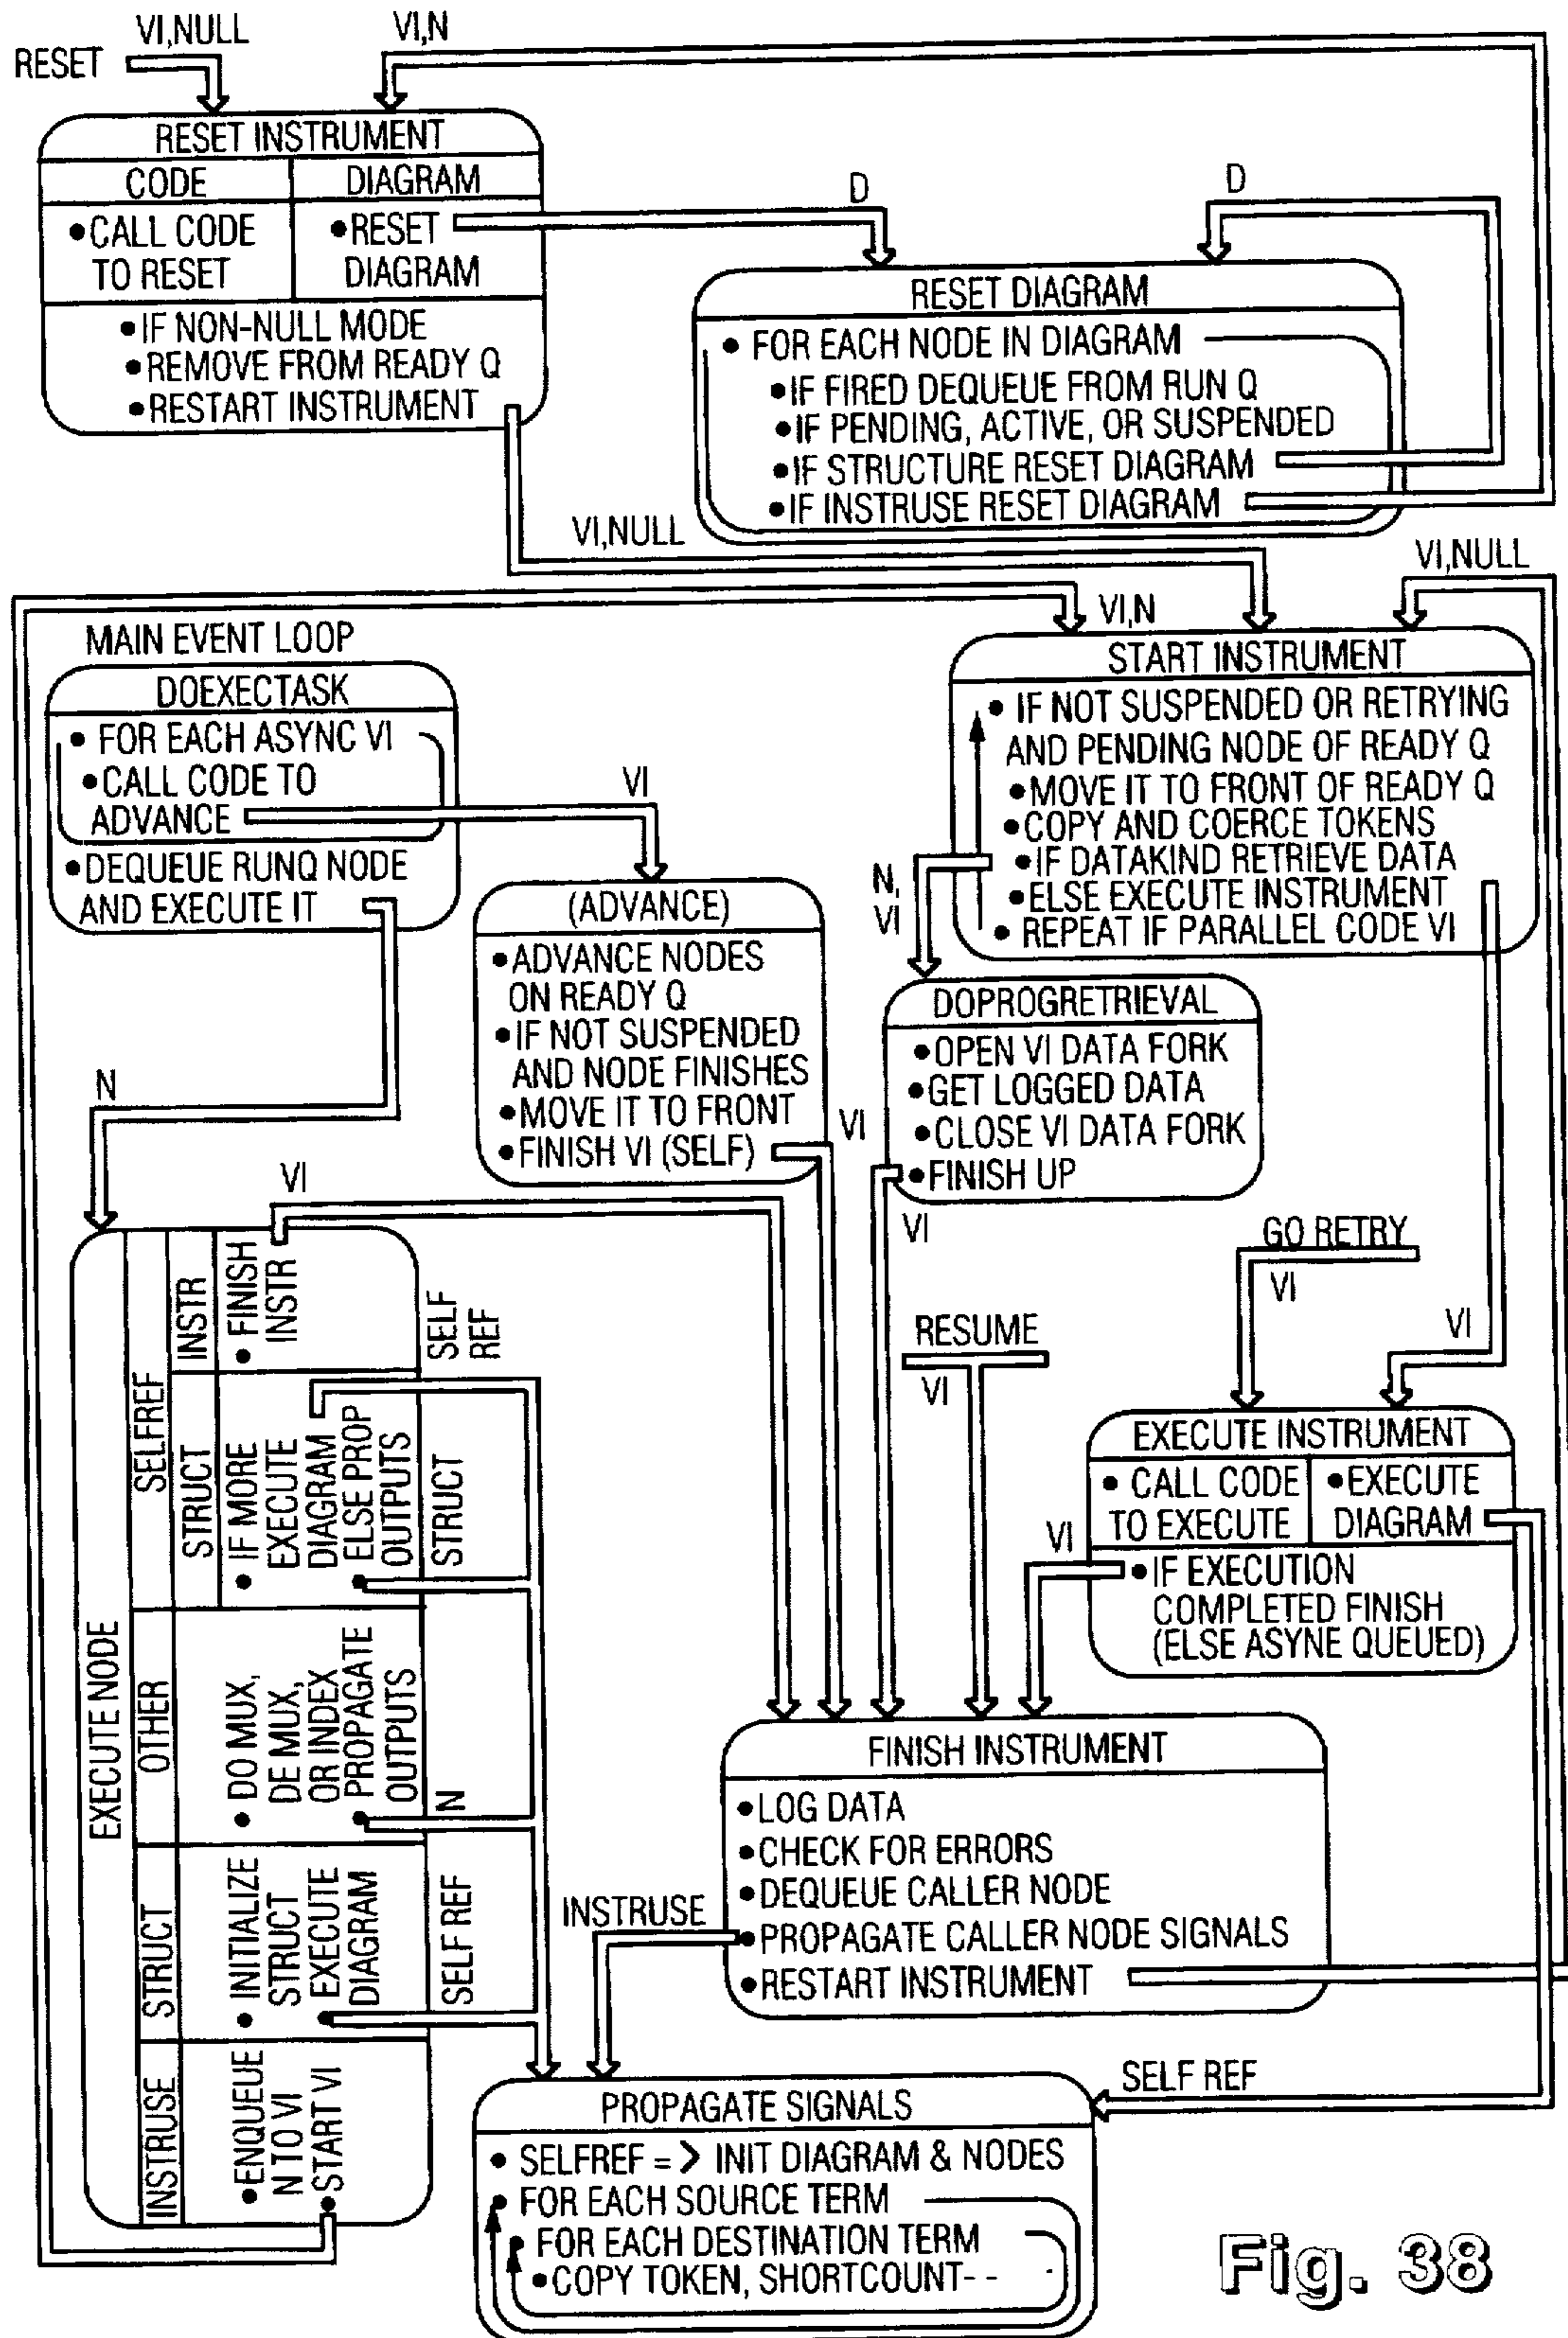 VI,NULL
VI,N
RESET
RESET INSTRUMENT
CODE
DIAGRAM
•CALL CODE
TO RESET
•RESET
DIAGRAM
•IF NON-NULL MODE
•REMOVE FROM READY Q
•RESTART INSTRUMENT
D
D
RESET DIAGRAM
• FOR EACH NODE IN DIAGRAM
•IF FIRED DEQUEUE FROM RUN Q
•IF PENDING, ACTIVE, OR SUSPENDED
•IF STRUCTURE RESET DIAGRAM
•IF INSTRUSE RESET DIAGRAM
VI,NULL
VI,NULL
VI,N
MAIN EVENT LOOP
DOEXECTASK
• FOR EACH ASYNC VI
•CALL CODE TO
ADVANCE
•DEQUEUE RUNQ NODE
AND EXECUTE IT
VI
START INSTRUMENT
• IF NOT SUSPENDED OR RETRYING
AND PENDING NODE OF READY Q
•MOVE IT TO FRONT OF READY Q
•COPY AND COERCE TOKENS
•IF DATAKIND RETRIEVE DATA
•ELSE EXECUTE INSTRUMENT
• REPEAT IF PARALLEL CODE VI
N,
VI
(ADVANCE)
•ADVANCE NODES
ON READY Q
•IF NOT SUSPENDED
AND NODE FINISHES
•MOVE IT TO FRONT
•FINISH VI (SELF)
VI
DOPROGRETRIEVAL
•OPEN VI DATA FORK
•GET LOGGED DATA
•CLOSE VI DATA FORK
•FINISH UP
VI
N
VI
GO RETRY
VI
RESUME
VI
VI
EXECUTE INSTRUMENT
• CALL CODE
TO EXECUTE
•EXECUTE
DIAGRAM
•IF EXECUTION
COMPLETED FINISH
(ELSE ASYNE QUEUED)
VI
EXECUTE NODE
SELFREF
INSTR
• FINISH
INSTR
SELF
REF
STRUCT
• IF MORE
EXECUTE
DIAGRAM
• ELSE PROP
OUTPUTS
STRUCT
OTHER
• DO MUX,
DE MUX,
OR INDEX
• PROPAGATE
OUTPUTS
N
STRUCT
• INITIALIZE
STRUCT
• EXECUTE
DIAGRAM
SELF REF
INSTRUSE
•ENQUEUE
N TO VI
•START VI
FINISH INSTRUMENT
•LOG DATA
•CHECK FOR ERRORS
•DEQUEUE CALLER NODE
•PROPAGATE CALLER NODE SIGNALS
•RESTART INSTRUMENT
INSTRUSE
SELF REF
PROPAGATE SIGNALS
• SELFREF = > INIT DIAGRAM & NODES
• FOR EACH SOURCE TERM
• FOR EACH DESTINATION TERM
•COPY TOKEN, SHORTCOUNT- -
Fig. 38